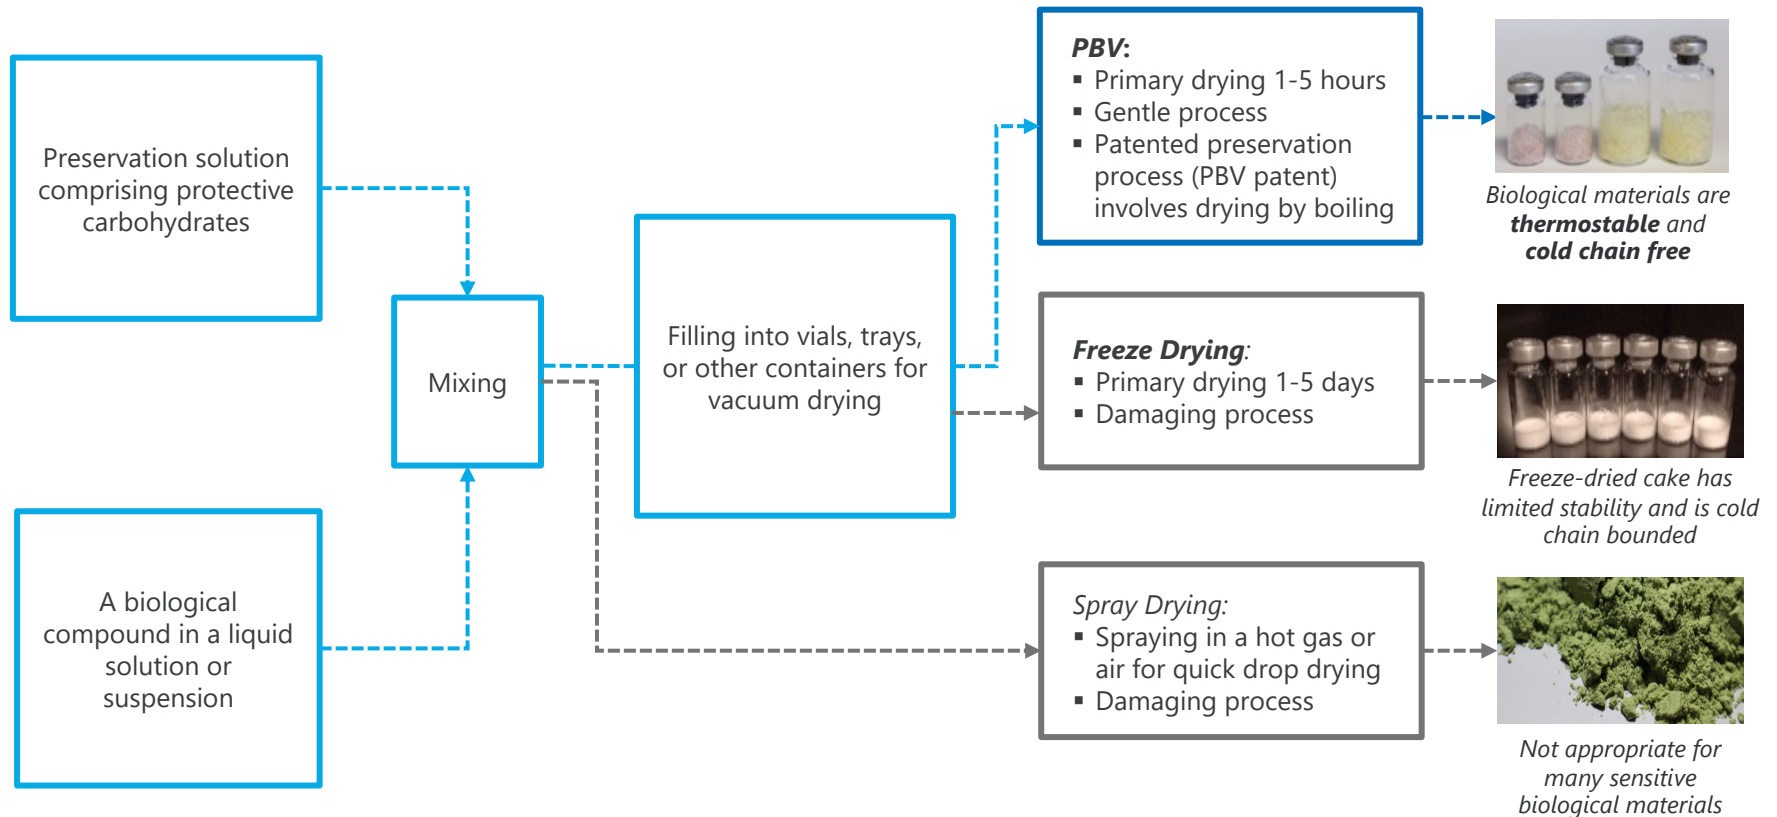 Preservation solution
comprising protective
carbohydrates
A biological
compound in a liquid
solution or
suspension
Mixing
Filling into vials, trays,
or other containers for
vacuum drying
PBV:
▪ Primary drying 1-5 hours
▪ Gentle process
▪ Patented preservation
process (PBV patent)
involves drying by boiling
Biological materials are
thermostable and
cold chain free
Freeze Drying:
▪ Primary drying 1-5 days
▪ Damaging process
Freeze-dried cake has
limited stability and is cold
chain bounded
Spray Drying:
▪ Spraying in a hot gas or
air for quick drop drying
▪ Damaging process
Not appropriate for
many sensitive
biological materials